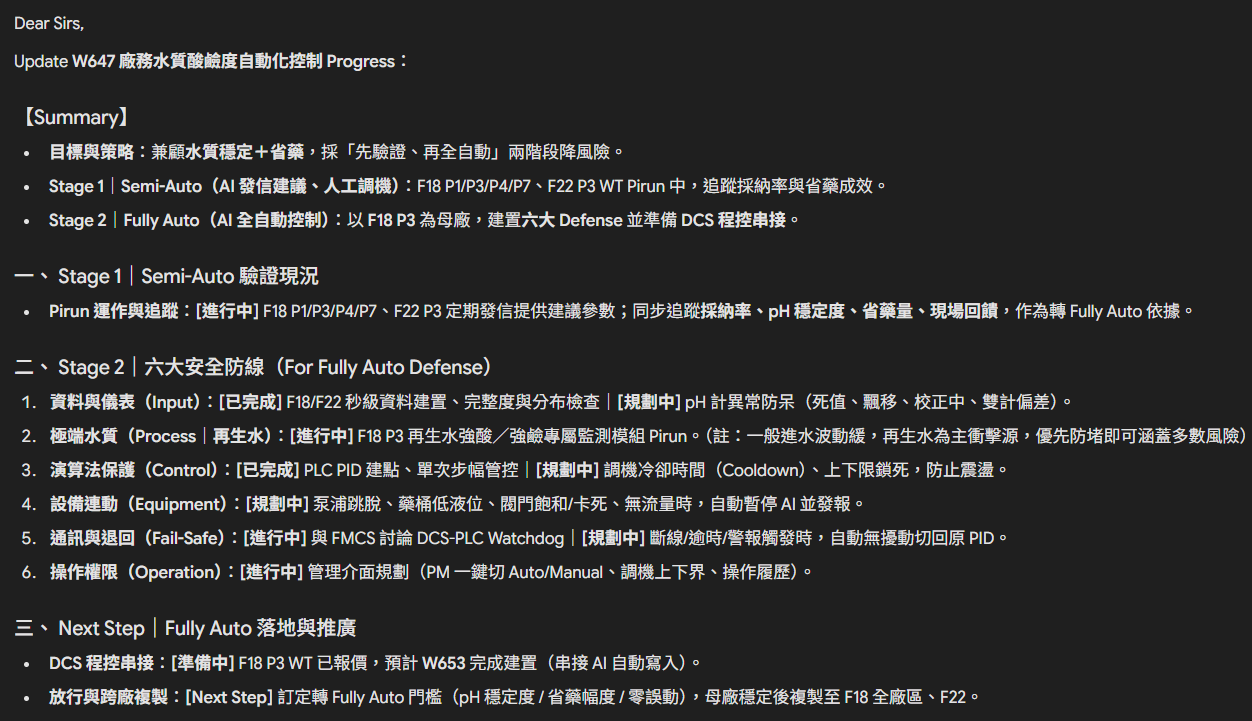 Dear Sirs,
Update W647 廠務水質酸鹼度自動化控制 Progress：
【Summary】
• 目標與策略：兼顧水質穩定＋省藥，採「先驗證、再全自動」兩階段降風險。
• Stage 1｜Semi-Auto（AI 發信建議、人工調機）：F18 P1/P3/P4/P7、F22 P3 WT Pirun 中，追蹤採納率與省藥成效。
• Stage 2｜Fully Auto（AI 全自動控制）：以 F18 P3 為母廠，建置六大 Defense 並準備 DCS 程控串接。
一、 Stage 1｜Semi-Auto 驗證現況
• Pirun 運作與追蹤：[進行中] F18 P1/P3/P4/P7、F22 P3 定期發信提供建議參數；同步追蹤採納率、pH 穩定度、省藥量、現場回饋，作為轉 Fully Auto 依據。
二、 Stage 2｜六大安全防線（For Fully Auto Defense）
1. 資料與儀表（Input）：[已完成] F18/F22 秒級資料建置、完整度與分布檢查｜[規劃中] pH 計異常防呆（死值、飄移、校正中、雙計偏差）。
2. 極端水質（Process｜再生水）：[進行中] F18 P3 再生水強酸／強鹼專屬監測模組 Pirun。（註：一般進水波動緩，再生水為主衝擊源，優先防堵即可涵蓋多數風險）
3. 演算法保護（Control）：[已完成] PLC PID 建點、單次步幅管控｜[規劃中] 調機冷卻時間（Cooldown）、上下限鎖死，防止震盪。
4. 設備連動（Equipment）：[規劃中] 泵浦跳脫、藥桶低液位、閥門飽和/卡死、無流量時，自動暫停 AI 並發報。
5. 通訊與退回（Fail-Safe）：[進行中] 與 FMCS 討論 DCS-PLC Watchdog｜[規劃中] 斷線/逾時/警報觸發時，自動無擾動切回原 PID。
6. 操作權限（Operation）：[進行中] 管理介面規劃（PM 一鍵切 Auto/Manual、調機上下界、操作履歷）。
三、 Next Step｜Fully Auto 落地與推廣
• DCS 程控串接：[準備中] F18 P3 WT 已報價，預計 W653 完成建置（串接 AI 自動寫入）。
• 放行與跨廠複製：[Next Step] 訂定轉 Fully Auto 門檻（pH 穩定度 / 省藥幅度 / 零誤動），母廠穩定後複製至 F18 全廠區、F22。